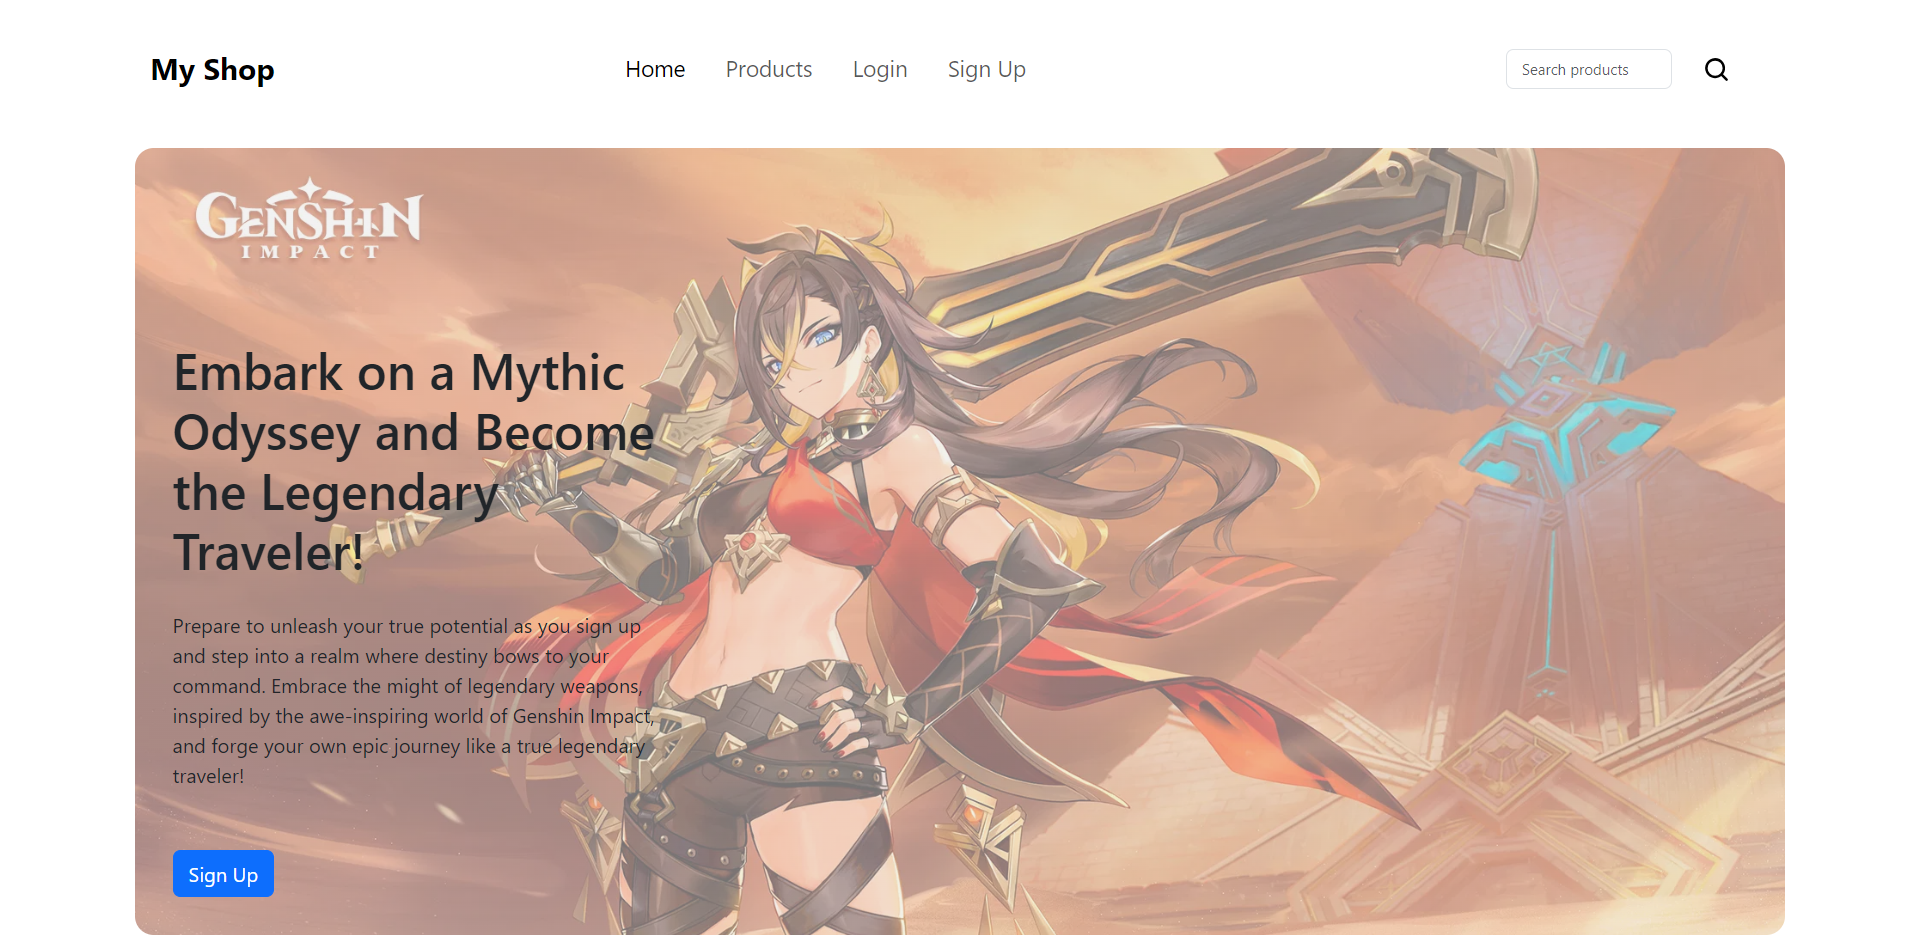 My Shop
Home
Products
Login
Sign Up
Search products
GENSHIN
IMPACT
Embark on a Mythic
Odyssey and Become
the Legendary
Traveler!
Prepare to unleash your true potential as you sign up
and step into a realm where destiny bows to your
command. Embrace the might of legendary weapons,
inspired by the awe-inspiring world of Genshin Impact,
and forge your own epic journey like a true legendary
traveler!
Sign Up